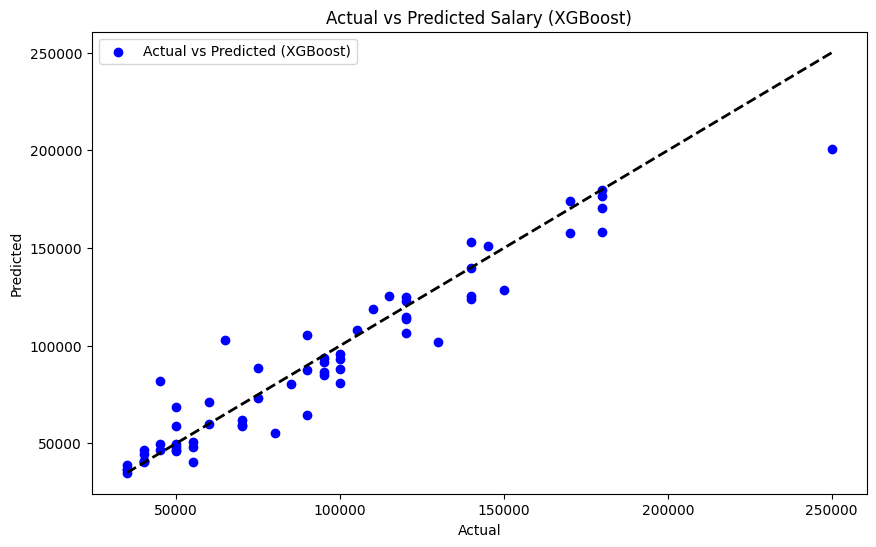 Actual vs Predicted Salary (XGBoost)
Actual vs Predicted (XGBoost)
250000
200000
150000
100000
50000
Predicted
50000 100000 150000 200000 250000
Actual